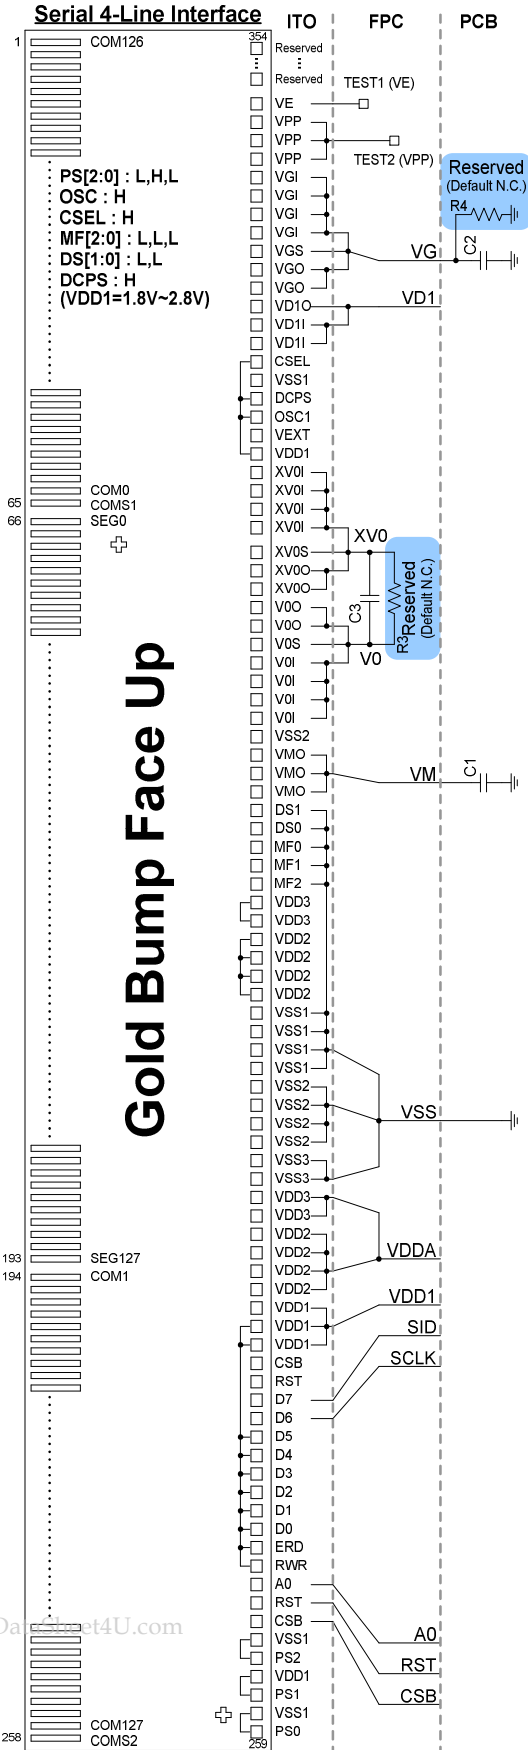 Serial 4-Line Interface
ITO FPC PCB
354
1 COM126
Reserved
Reserved
TEST1 (VE)
VE
VPP
VPP
TEST2 (VPP)
VPP
Reserved
(Default N.C.)
R4
PS[2:0] : L,H,L
OSC : H
CSEL : H
MF[2:0] : L,L,L
DS[1:0] : L,L
DCPS : H
(VDD1=1.8V~2.8V)
VGI
VGI
VGI
VGI
VGS VG C2
VGO
VGO
VD1O VD1
VD1I
VD1I
CSEL
VSS1
DCPS
OSC1
VEXT
VDD1
XV0I
COM0 XV0I
65 COMS1 XV0I
66 SEG0 XV0I
XV0
XV0S
XV0O
XV0O
C3
R3 Reserved
(Default N.C.)
V0O
V0O
V0S
V0
V0I
V0I
V0I
V0I
VSS2
Gold Bump Face Up
VMO
VMO VM C1
VMO
DS1
DS0
MF0
MF1
MF2
VDD3
VDD3
VDD2
VDD2
VDD2
VDD2
VSS1
VSS1
VSS1
VSS1
VSS2
VSS2 VSS
VSS2
VSS2
VSS3
VSS3
VDD3
VDD3
VDD2
193 SEG127 VDD2 VDDA
194 COM1 VDD2
VDD2
VDD1 VDD1
VDD1 SID
VDD1
CSB SCLK
RST
D7
D6
D5
D4
D3
D2
D1
D0
ERD
RWR
A0
RST
CSB
DataSheet4U.com
VSS1 A0
PS2
VDD1 RST
PS1
VSS1 CSB
COM127 PS0
258 COMS2 259